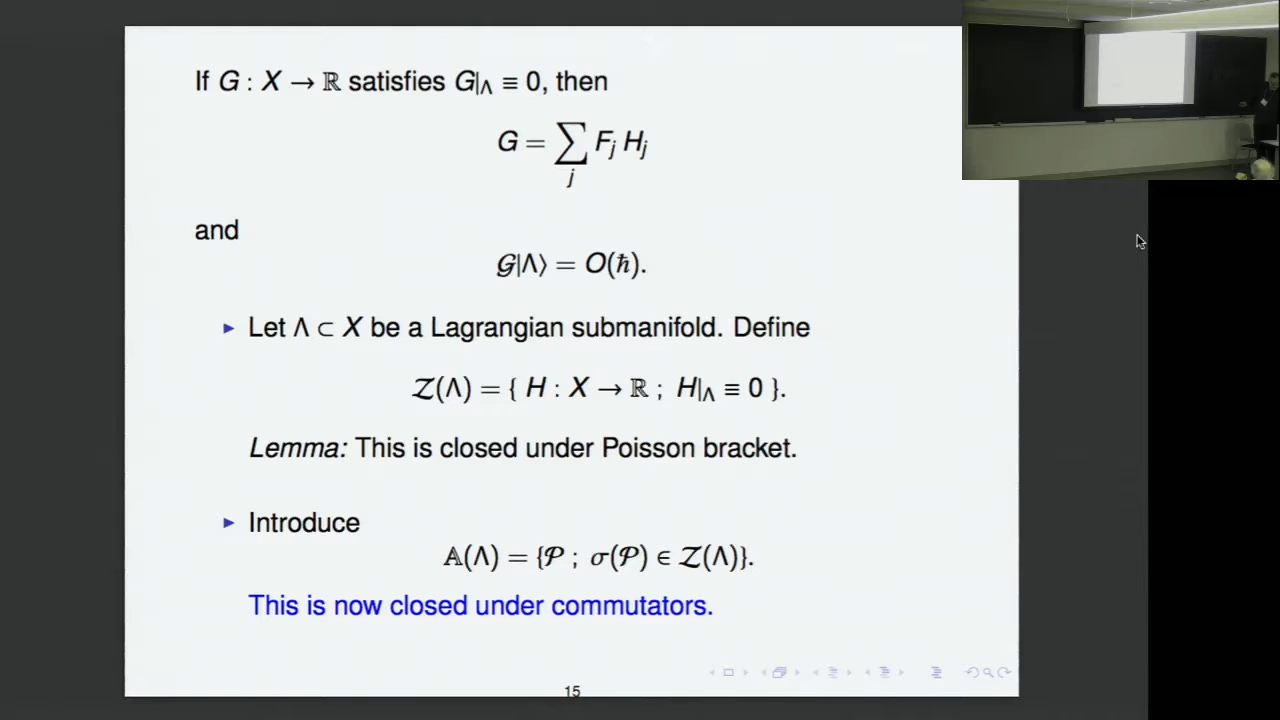 If G : X → ℝ satisfies G|_Λ ≡ 0, then
G = ∑_j F_j H_j
and
𝒢|Λ⟩ = O(ℏ).
▸ Let Λ ⊂ X be a Lagrangian submanifold. Define
𝒵(Λ) = { H : X → ℝ ; H|_Λ ≡ 0 }.
Lemma: This is closed under Poisson bracket.
▸ Introduce
𝔸(Λ) = {𝒫 ; σ(𝒫) ∈ 𝒵(Λ)}.
This is now closed under commutators.
15